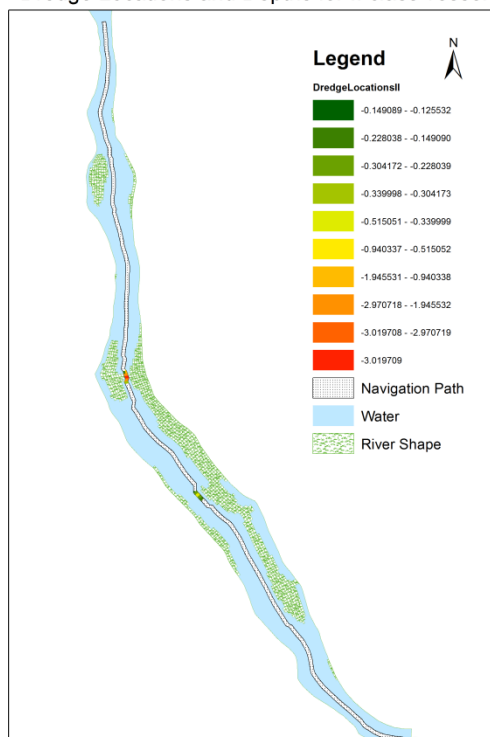 Legend
N
DredgeLocationsII
-0.149089 - -0.125532
-0.228038 - -0.149090
-0.304172 - -0.228039
-0.339998 - -0.304173
-0.515051 - -0.339999
-0.940337 - -0.515052
-1.945531 - -0.940338
-2.970718 - -1.945532
-3.019708 - -2.970719
-3.019709
Navigation Path
Water
River Shape